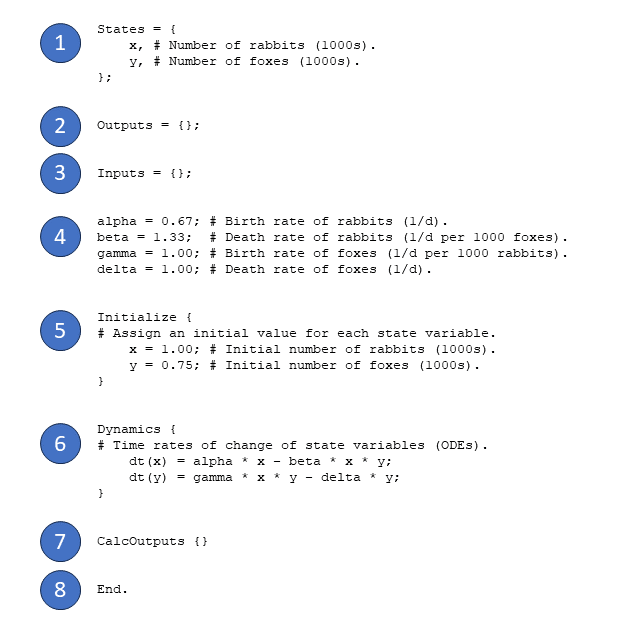 1
States = {
x, # Number of rabbits (1000s).
y, # Number of foxes (1000s).
};
2
Outputs = {};
3
Inputs = {};
4
alpha = 0.67; # Birth rate of rabbits (1/d).
beta = 1.33;  # Death rate of rabbits (1/d per 1000 foxes).
gamma = 1.00; # Birth rate of foxes (1/d per 1000 rabbits).
delta = 1.00; # Death rate of foxes (1/d).
5
Initialize {
# Assign an initial value for each state variable.
x = 1.00; # Initial number of rabbits (1000s).
y = 0.75; # Initial number of foxes (1000s).
}
6
Dynamics {
# Time rates of change of state variables (ODEs).
dt(x) = alpha * x - beta * x * y;
dt(y) = gamma * x * y - delta * y;
}
7
CalcOutputs {}
8
End.